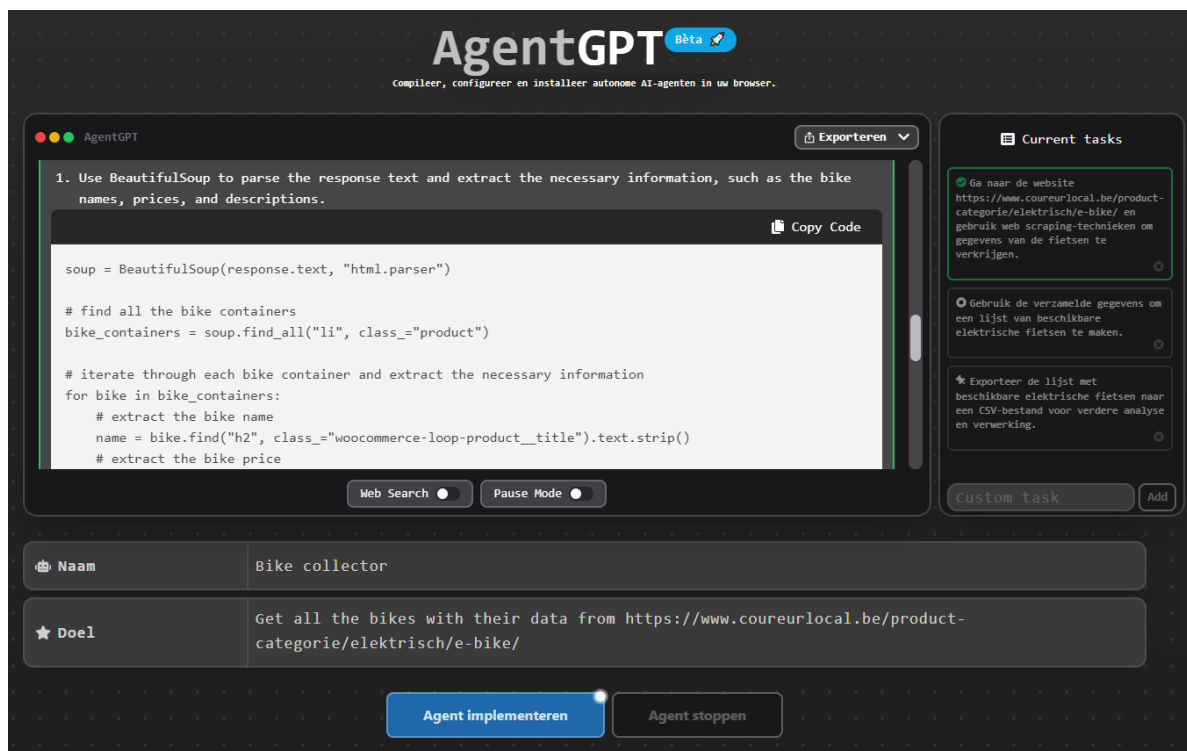 AgentGPT Bèta
Compileer, configureer en installeer autonome AI-agenten in uw browser.
AgentGPT
Exporteren
1. Use BeautifulSoup to parse the response text and extract the necessary information, such as the bike
names, prices, and descriptions.
Copy Code
soup = BeautifulSoup(response.text, "html.parser")
# find all the bike containers
bike_containers = soup.find_all("li", class_="product")
# iterate through each bike container and extract the necessary information
for bike in bike_containers:
    # extract the bike name
    name = bike.find("h2", class_="woocommerce-loop-product__title").text.strip()
    # extract the bike price
Web Search
Pause Mode
Current tasks
Ga naar de website
https://www.coureurlocal.be/product-
categorie/elektrisch/e-bike/ en
gebruik web scraping-technieken om
gegevens van de fietsen te
verkrijgen.
Gebruik de verzamelde gegevens om
een lijst van beschikbare
elektrische fietsen te maken.
Exporteer de lijst met
beschikbare elektrische fietsen naar
een CSV-bestand voor verdere analyse
en verwerking.
Custom task
Add
Naam
Bike collector
Doel
Get all the bikes with their data from https://www.coureurlocal.be/product-
categorie/elektrisch/e-bike/
Agent implementeren
Agent stoppen